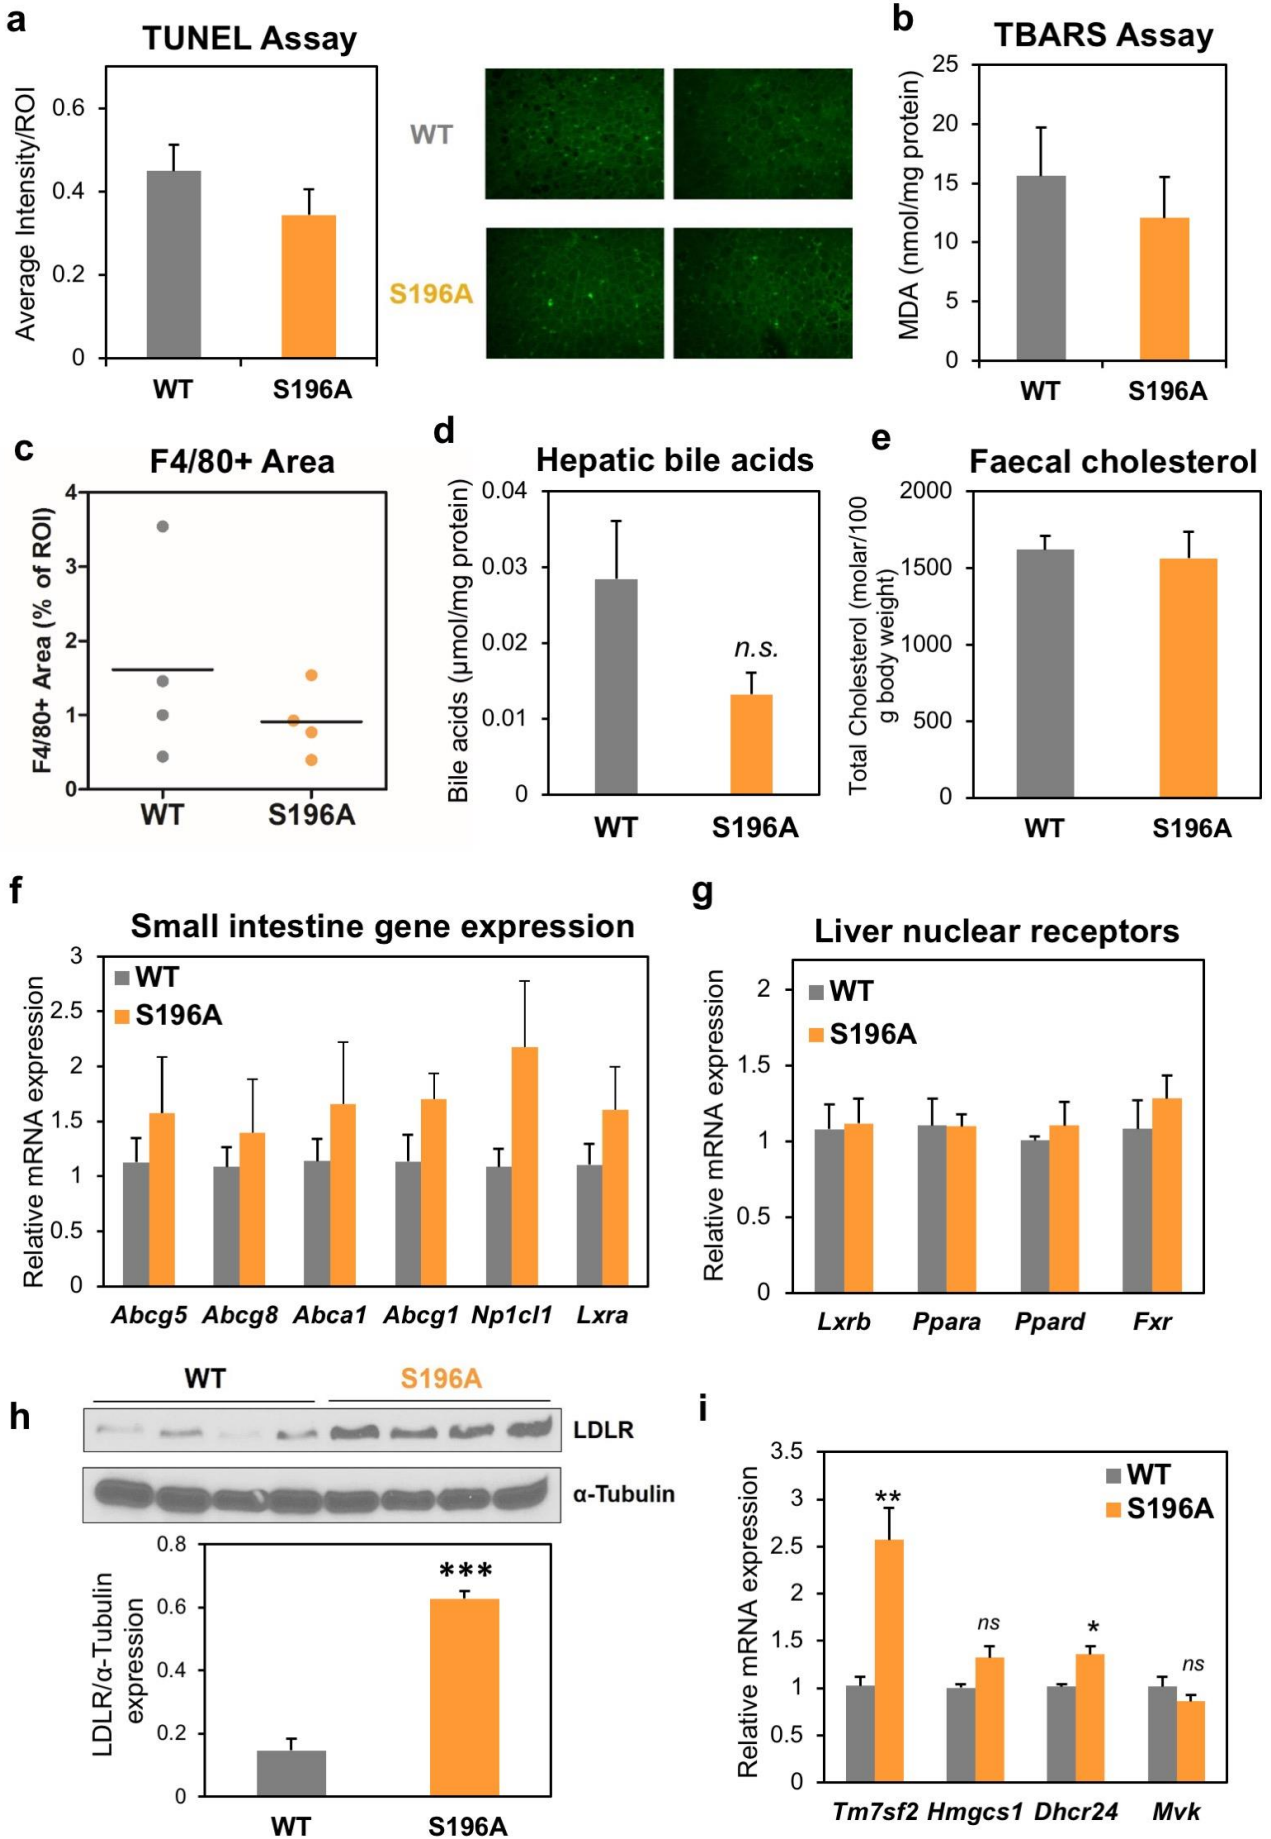 a
TUNEL Assay
Average Intensity/ROI
0.6
0.4
0.2
0
WT
S196A
WT
S196A
b
TBARS Assay
MDA (nmol/mg protein)
25
20
15
10
5
0
WT
S196A
c
F4/80+ Area
F4/80+ Area (% of ROI)
4
3
2
1
0
WT
S196A
d
Hepatic bile acids
Bile acids (μmol/mg protein)
0.04
0.03
0.02
0.01
0
n.s.
WT
S196A
e
Faecal cholesterol
Total Cholesterol (molar/100
g body weight)
2000
1500
1000
500
0
WT
S196A
f
Small intestine gene expression
Relative mRNA expression
3
2.5
2
1.5
1
0.5
0
WT
S196A
Abcg5 Abcg8 Abca1 Abcg1 Np1cl1 Lxra
g
Liver nuclear receptors
Relative mRNA expression
2
1.5
1
0.5
0
WT
S196A
Lxrb Ppara Ppard Fxr
h
WT S196A
LDLR
α-Tubulin
LDLR/α-Tubulin
expression
0.8
0.6
0.4
0.2
0
***
WT
S196A
i
Relative mRNA expression
3.5
3
2.5
2
1.5
1
0.5
0
WT
S196A
**
ns
*
ns
Tm7sf2 Hmgcs1 Dhcr24 Mvk